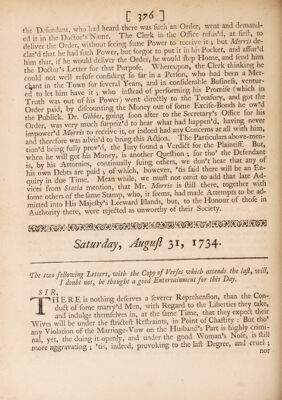 [ 376 ]
the Defendant, who had heard there was such an Order, went and demand-
ed it in the Doctor's Name. The Clerk in the Office refus'd, at first, to
deliver the Order, without seeing some Power to receive it ; but Morris de-
clar'd that he had such Power, but forgot to put it in his Pocket, and assur'd
him that, if he would deliver the Order, he would step Home, and send him
the Doctor's Letter for that Purpose. Whereupon, the Clerk thinking he
could not well refuse confiding so far in a Person, who had been a Mer-
chant in the Town for several Years, and in considerable Business, ventur-
ed to let him have it ; who instead of performing his Promise (which in
Truth was out of his Power) went directly to the Treasury, and got the
Order paid, by discounting the Money out of some Excise-Bonds he ow'd
the Publick. Dr. Gibbes, going soon after to the Secretary's Office for his
Order, was very much surpriz'd to hear what had happen'd, having never
impower'd Morris to receive it, or indeed had any Concerns at all with him,
and therefore was advis'd to bring this Action. The Particulars above-men-
tion'd being fully prov'd, the Jury found a Verdict for the Plaintiff. But,
when he will get his Money, is another Question ; for tho' the Defendant
is, by his Attornies, continually suing others, we don't hear that any of
his own Debts are paid ; of which, however, 'tis said there will be an En-
quiry in due Time. Mean while, we must not omit to add that late Ad-
vices from Scotia mention, that Mr. Morris is still there, together with
some others of the same Stamp, who, it seems, had made Attempts to be ad-
mitted into His Majesty's Leeward Islands, but, to the Honour of those in
Authority there, were rejected as unworthy of their Society.
Saturday, August 31, 1734.
The two following Letters, with the Copy of Verses which attends the last, will,
I doubt not, be thought a good Entertainment for this Day.
SIR,
THERE is nothing deserves a severer Reprehension, than the Con-
duct of some marry'd Men, with Regard to the Liberties they take,
and indulge themselves in, at the same Time, that they expect their
Wives will be under the strictest Restraints, in Point of Chastity : But tho'
any Violation of the Marriage-Vow on the Husband's Part is highly crimi-
nal, yet, the doing it openly, and under the good Woman's Nose, is still
more aggravating ; 'tis, indeed, provoking to the last Degree, and cruel ;
nor